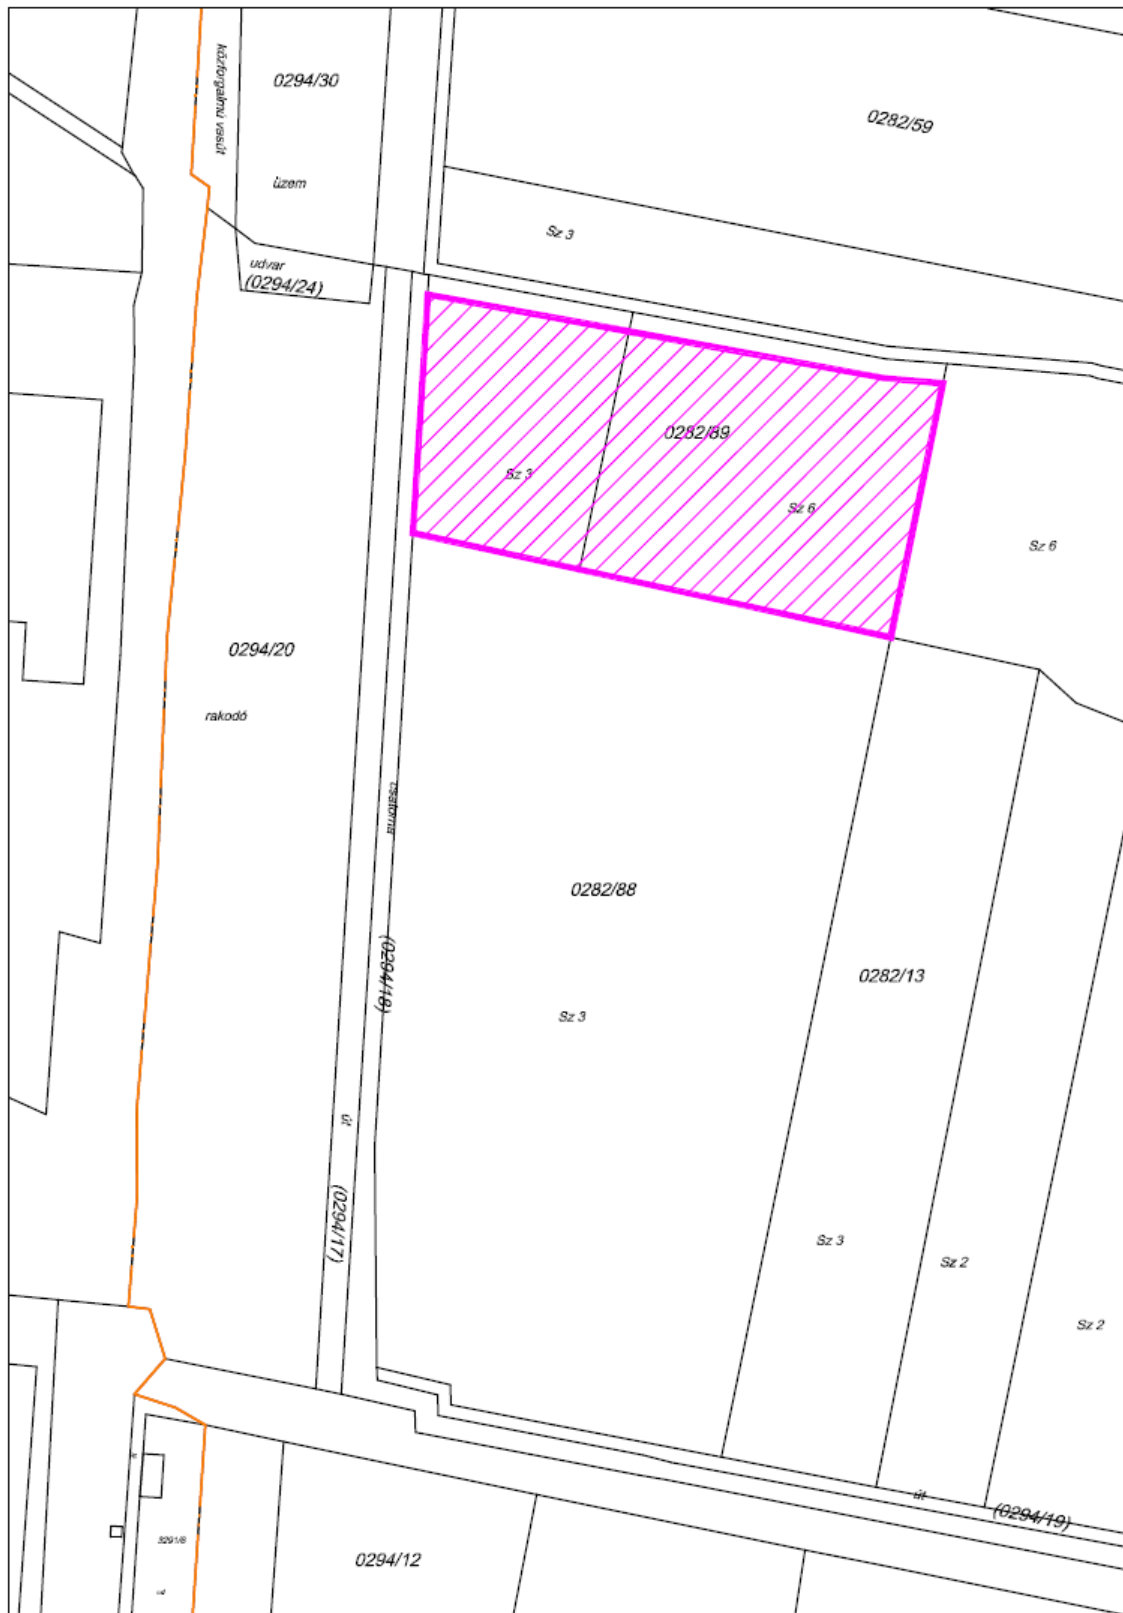 közforgalmú vasút
0294/30
üzem
0282/59
Sz 3
udvar
(0294/24)
0282/89
Sz 3
Sz 6
Sz 6
0294/20
rakodó
csatorna
(0294/18)
0282/88
Sz 3
0282/13
út
(0294/17)
Sz 3
Sz 2
Sz 2
út
(0294/19)
0294/12